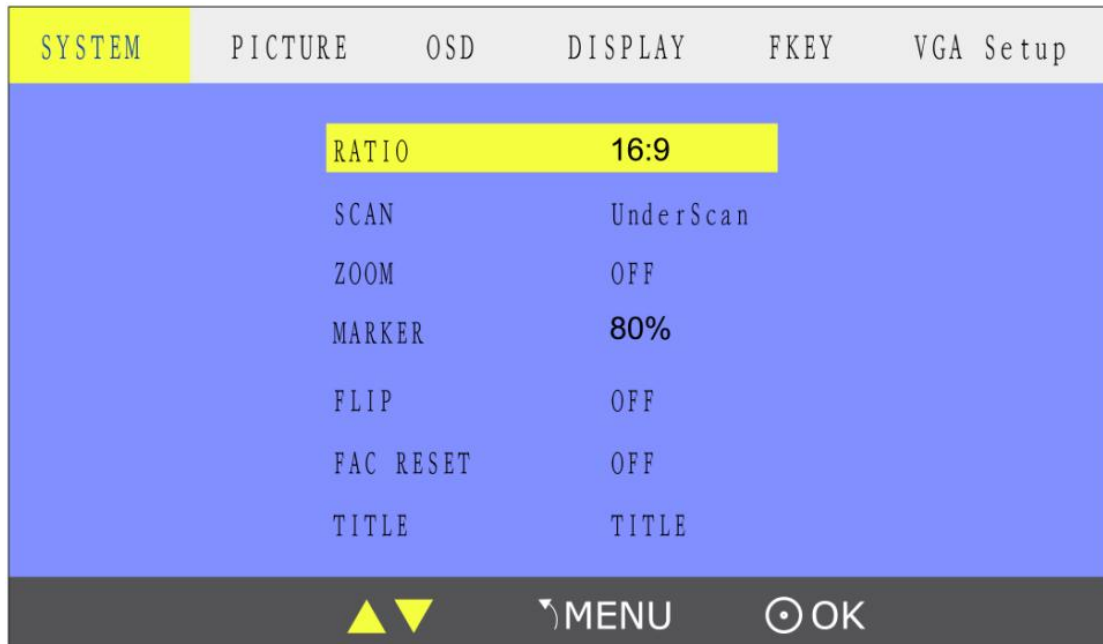 SYSTEM PICTURE OSD DISPLAY FKEY VGA Setup
RATIO 16:9
SCAN UnderScan
ZOOM OFF
MARKER 80%
FLIP OFF
FAC RESET OFF
TITLE TITLE
MENU OK